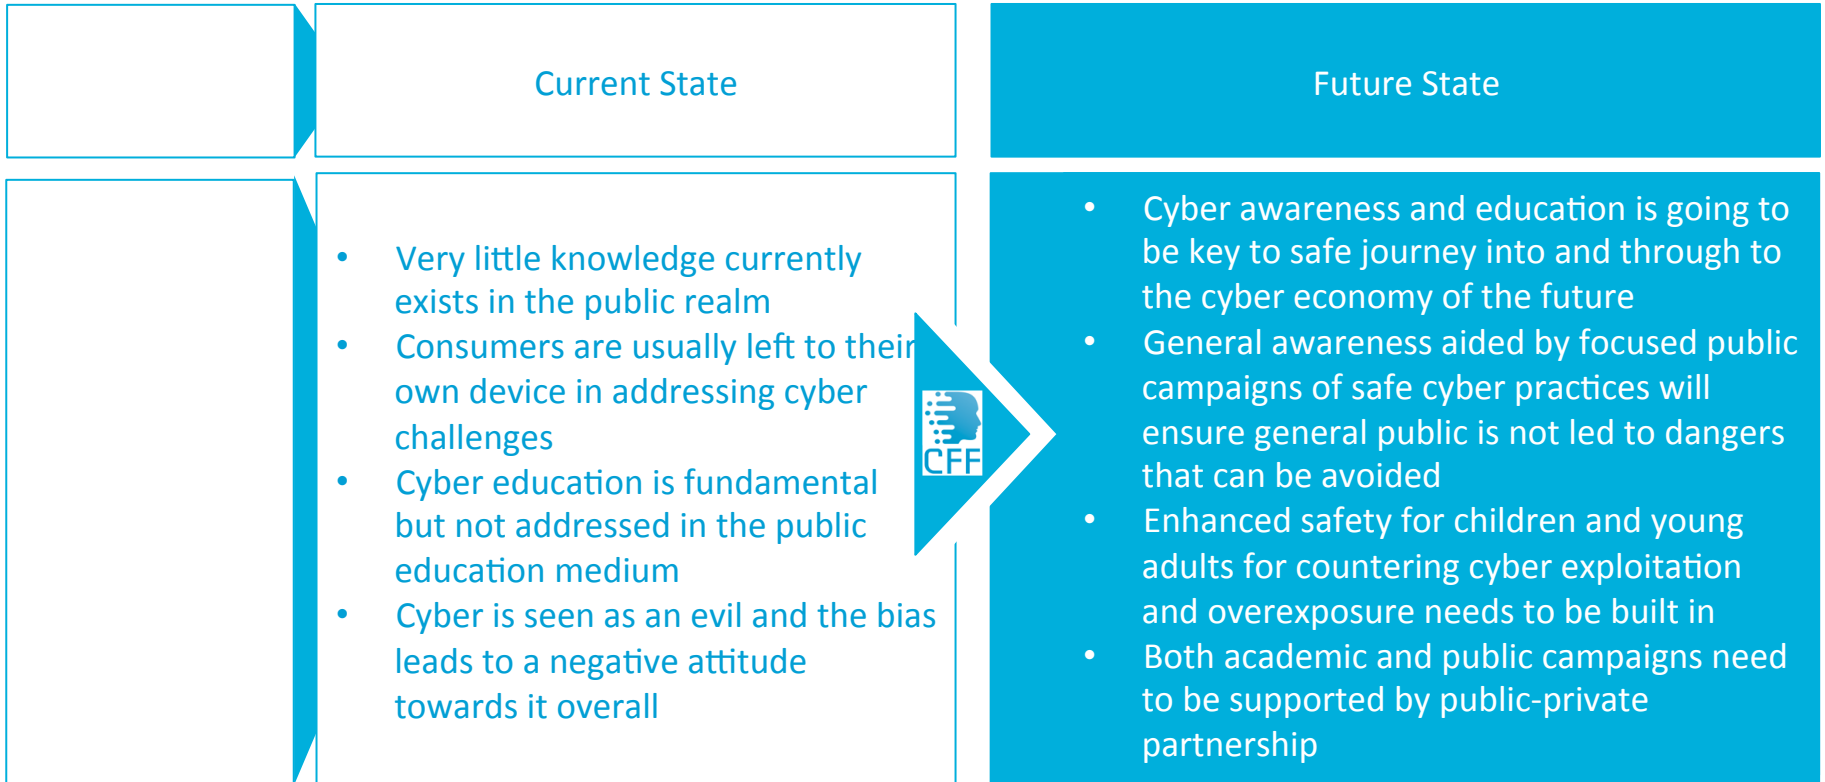 Current State
Future State
• Very little knowledge currently
exists in the public realm
• Consumers are usually left to their
own device in addressing cyber
challenges
• Cyber education is fundamental
but not addressed in the public
education medium
• Cyber is seen as an evil and the bias
leads to a negative attitude
towards it overall
CFF
• Cyber awareness and education is going to
be key to safe journey into and through to
the cyber economy of the future
• General awareness aided by focused public
campaigns of safe cyber practices will
ensure general public is not led to dangers
that can be avoided
• Enhanced safety for children and young
adults for countering cyber exploitation
and overexposure needs to be built in
• Both academic and public campaigns need
to be supported by public-private
partnership